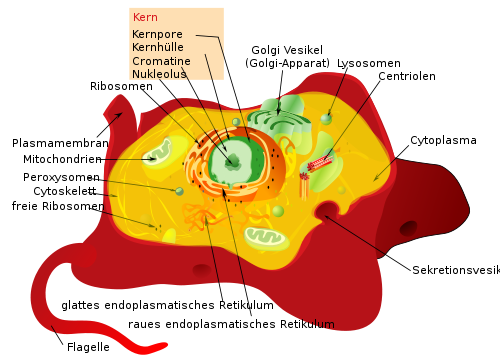 Kern
Kernpore
Kernhülle
Cromatine
Nukleolus
Ribosomen
Golgi Vesikel
(Golgi-Apparat)
Lysosomen
Centriolen
Plasmamembran
Mitochondrien
Peroxysomen
Cytoskelett
freie Ribosomen
Cytoplasma
Sekretionsvesik
glattes endoplasmatisches Retikulum
raues endoplasmatisches Retikulum
Flagelle